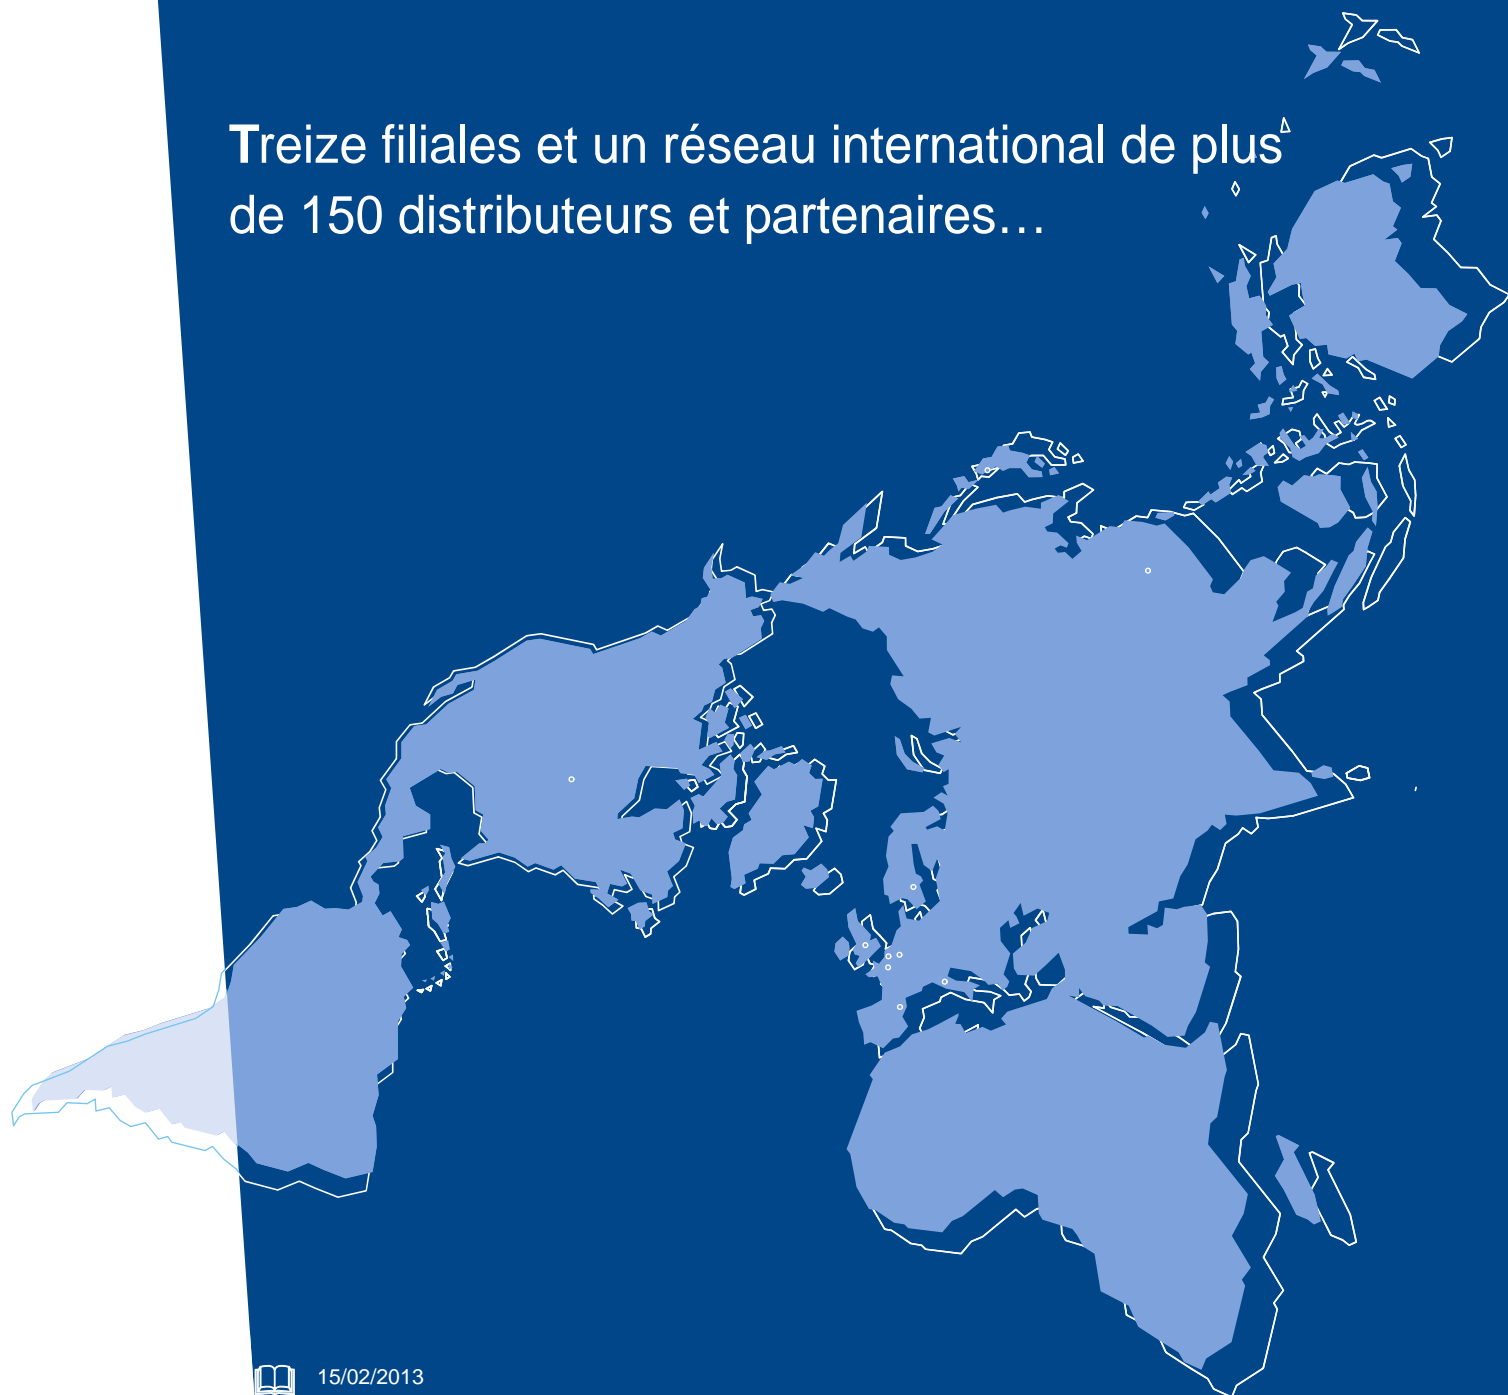 Treize filiales et un réseau international de plus
de 150 distributeurs et partenaires…
15/02/2013